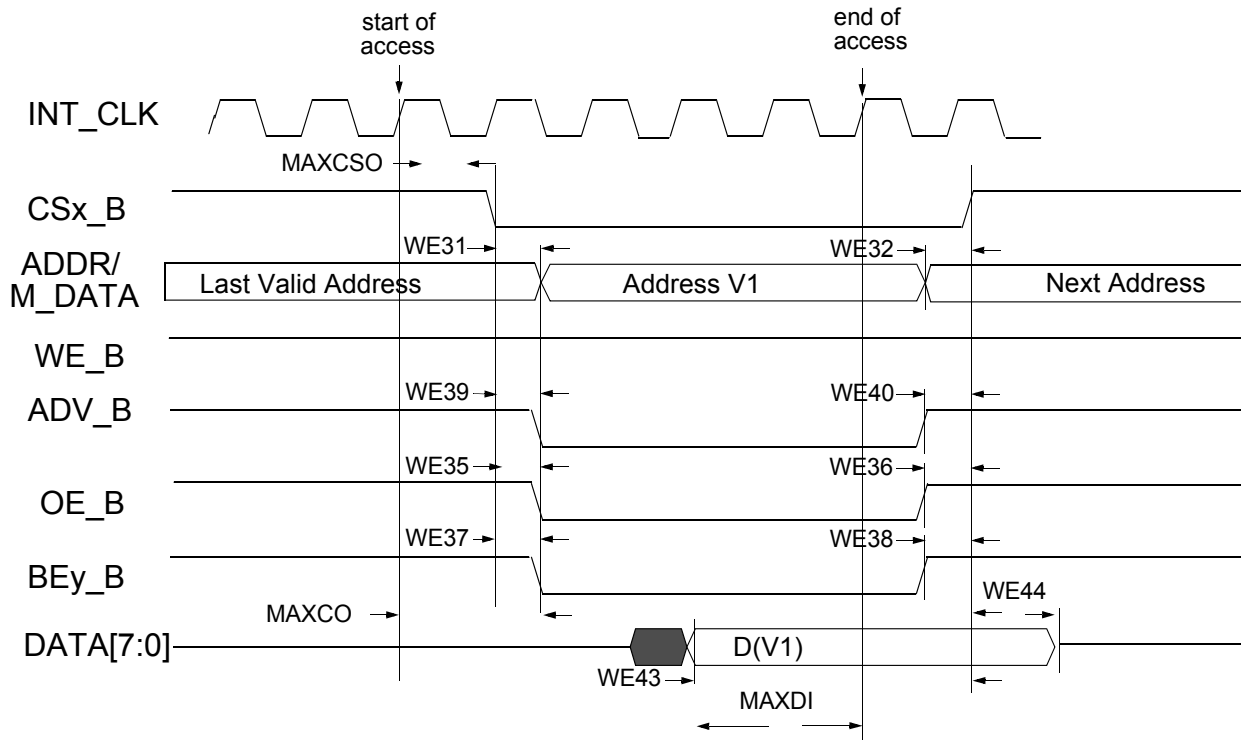 start of
access
end of
access
INT_CLK
MAXCSO
CSx_B
WE31
WE32
ADDR/
M_DATA
Last Valid Address
Address V1
Next Address
WE_B
WE39
WE40
ADV_B
WE35
WE36
OE_B
WE37
WE38
BEy_B
WE44
MAXCO
DATA[7:0]
D(V1)
WE43
MAXDI